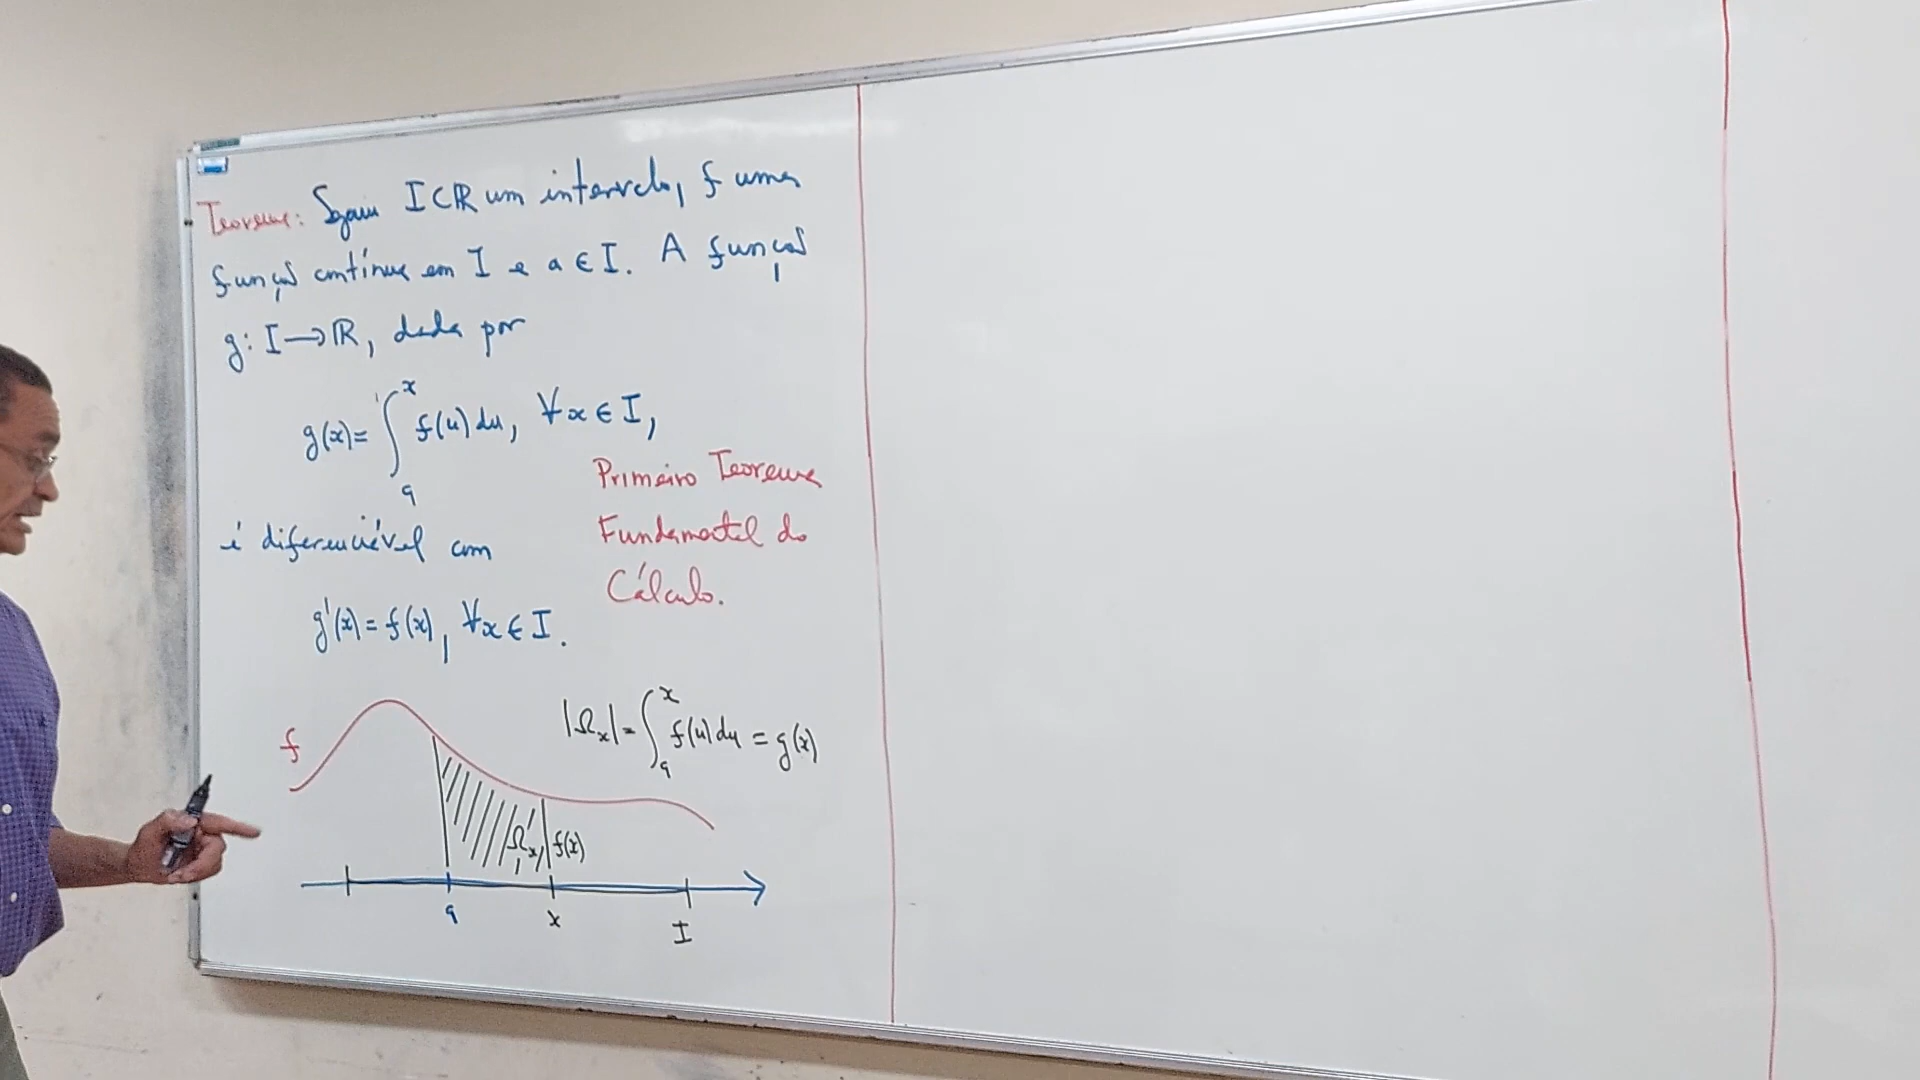 Teorema: Sejam I⊂ℝ um intervalo, f uma
função contínua em I e a ∈ I. A função
g: I→ℝ, dada por
g(x)=∫ₐˣ f(u)du, ∀x ∈ I,
é diferenciável com
g'(x)=f(x), ∀x ∈ I.
Primeiro Teorema
Fundamental do
Cálculo.
|Ωₓ|=∫ₐˣ f(u)du = g(x)
f
Ωₓ
f(x)
a x I